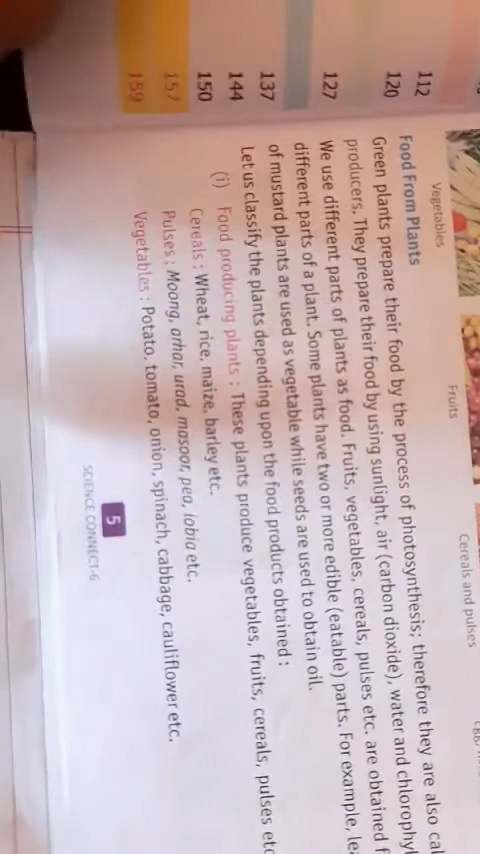 Vegetables
Fruits
Cereals and pulses
Food From Plants
Green plants prepare their food by the process of photosynthesis; therefore they are also
producers. They prepare their food by using sunlight, air (carbon dioxide), water and
We use different parts of plants as food. Fruits, vegetables, cereals, pulses etc. are obtained
different parts of a plant. Some plants have two or more edible (eatable) parts. For example,
of mustard plants are used as vegetable while seeds are used to obtain oil.
Let us classify the plants depending upon the food products obtained :
(i) Food producing plants : These plants produce vegetables, fruits, cereals, pulses
Cereals : Wheat, rice, maize, barley etc.
Pulses : Moong, arhar, urad, masoor, pea, lobia etc.
Vegetables : Potato, tomato, onion, spinach, cabbage, cauliflower etc.
5
SCIENCE CONNECT-6
112
120
127
137
144
150
157
159